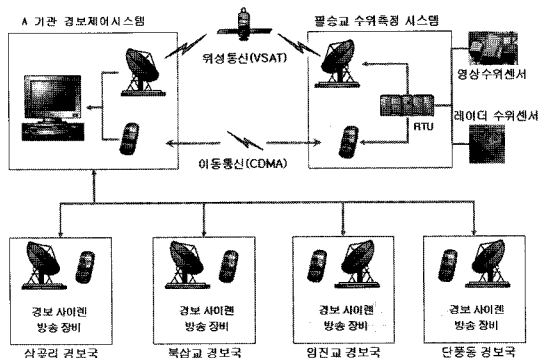 A 기관 경보제어시스템
필승교 수위측정 시스템
위성통신(VSAT)
영상수위센서
RTU
레이더 수위센서
이동통신(CDMA)
경보 사이렌
방송 장비
경보 사이렌
방송 장비
경보 사이렌
방송 장비
경보 사이렌
방송 장비
삼공리 경보국
북삼교 경보국
임진교 경보국
단풍동 경보국